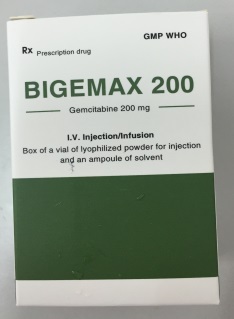 GMP WHO
Rx Prescription drug
BIGEMAX 200
Gemcitabine 200 mg
I.V. Injection/Infusion
Box of a vial of lyophilized powder for injection
and an ampoule of solvent